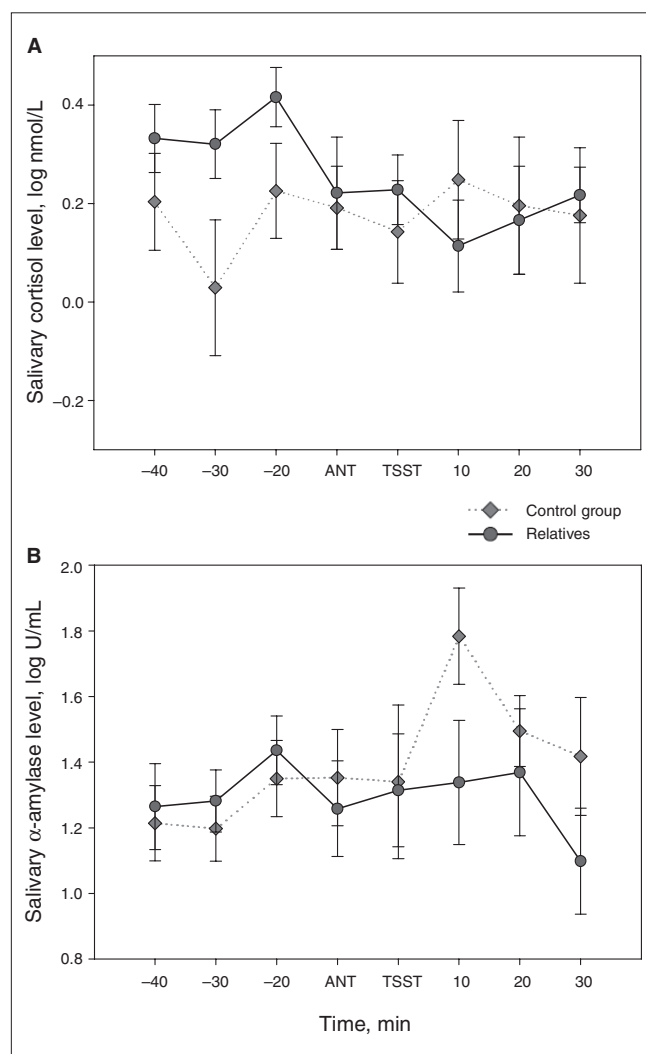 A
Salivary cortisol level, log nmol/L
0.4
0.2
0.0
–0.2
–40 –30 –20 ANT TSST 10 20 30
Control group
Relatives
B
Salivary α-amylase level, log U/mL
2.0
1.8
1.6
1.4
1.2
1.0
0.8
–40 –30 –20 ANT TSST 10 20 30
Time, min